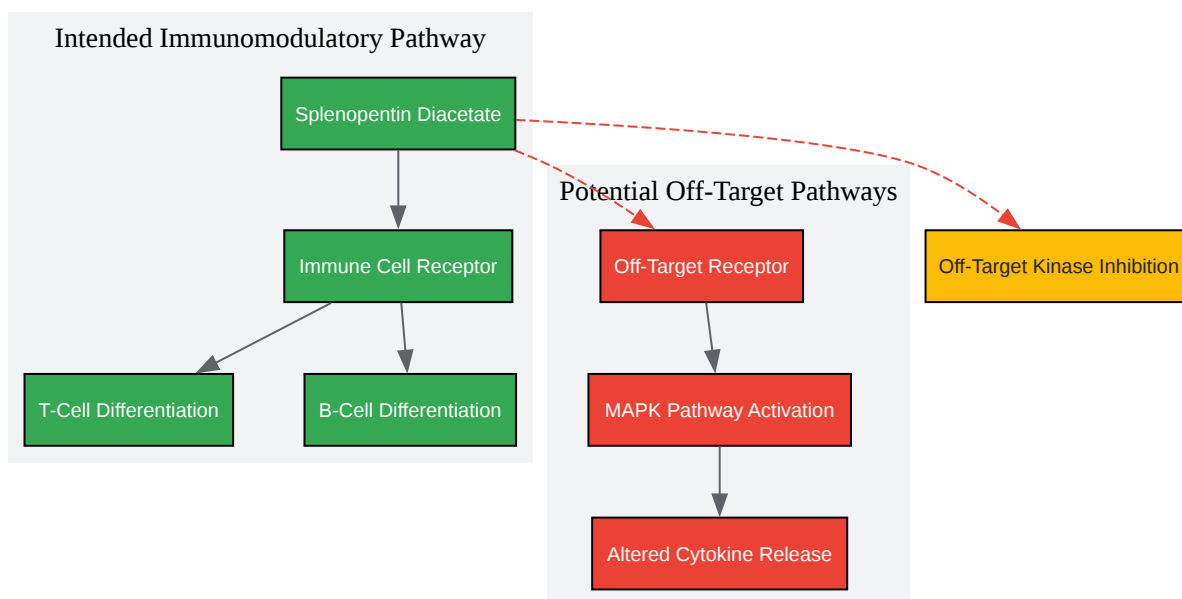 Intended Immunomodulatory Pathway
Splenopentin Diacetate
Potential Off-Target Pathways
Immune Cell Receptor
Off-Target Receptor
Off-Target Kinase Inhibition
T-Cell Differentiation
B-Cell Differentiation
MAPK Pathway Activation
Altered Cytokine Release